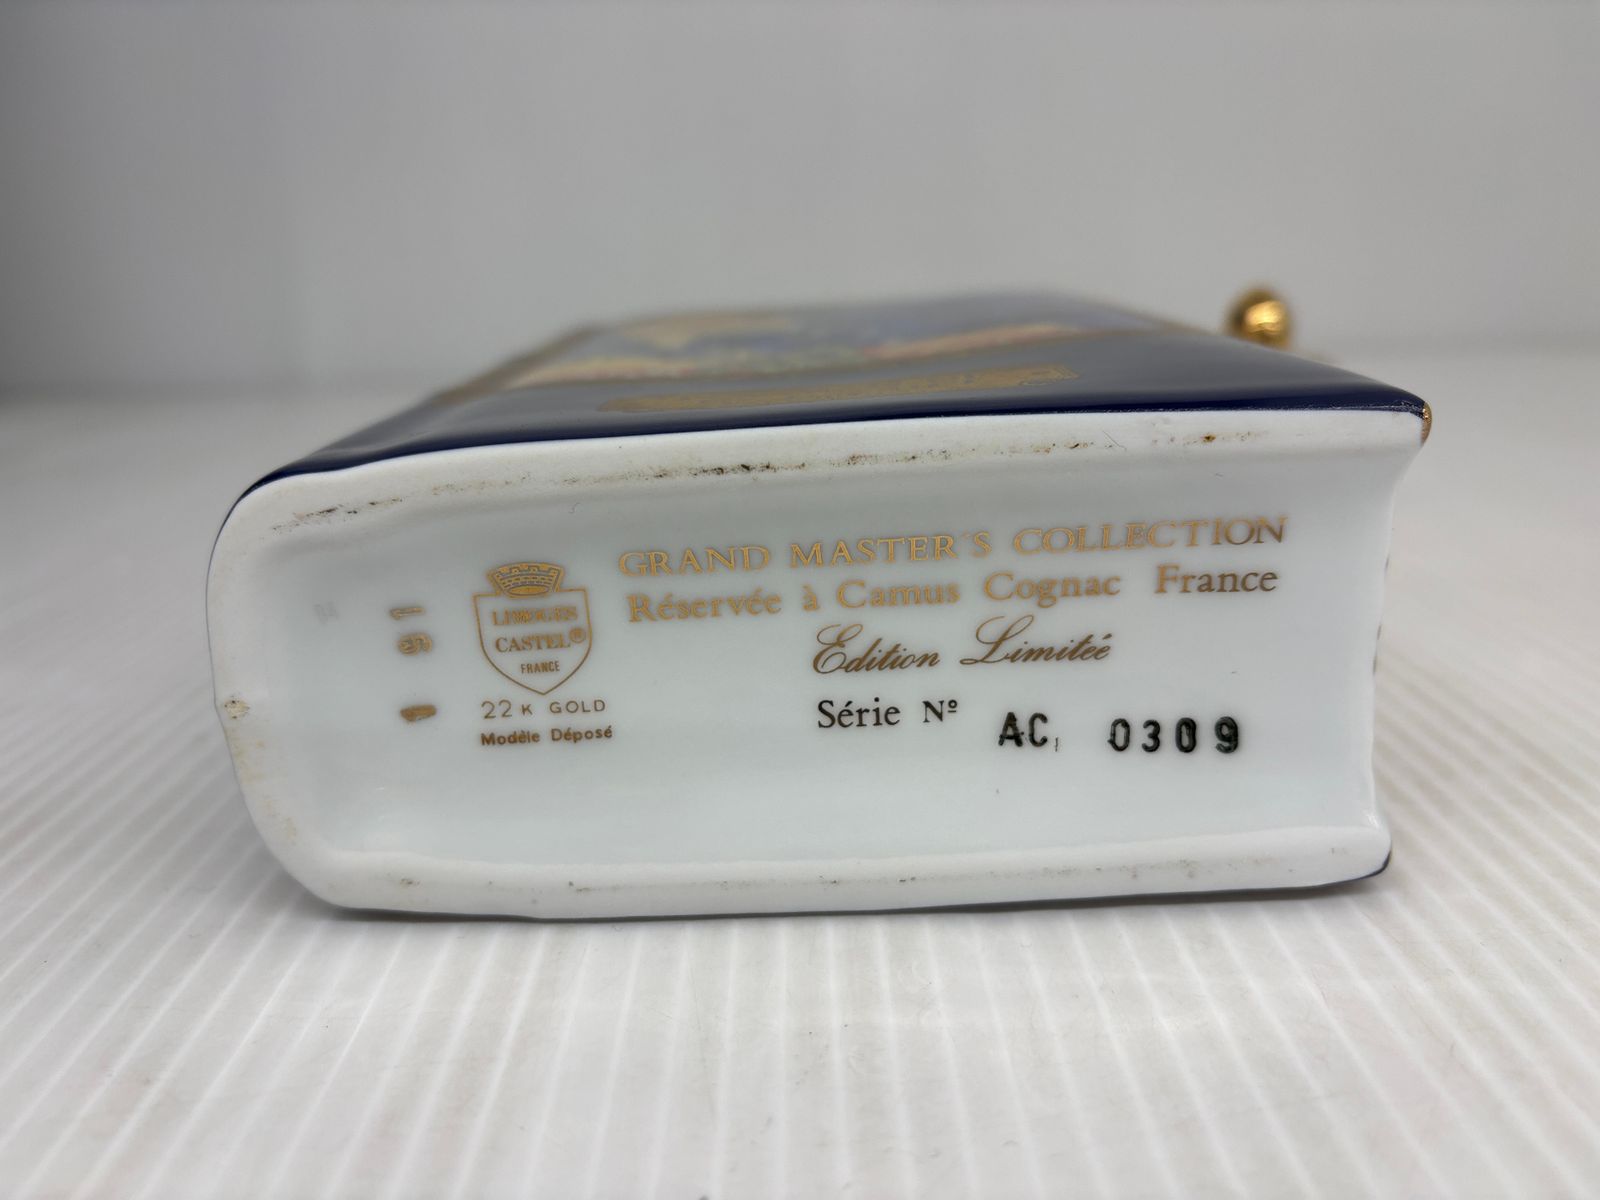 GRAND MASTER'S COLLECTION
Réservée à Camus Cognac France
Edition Limitée
Série Nº AC 0309
LIMOGES
CASTEL®
FRANCE
22 K GOLD
Modèle Déposé